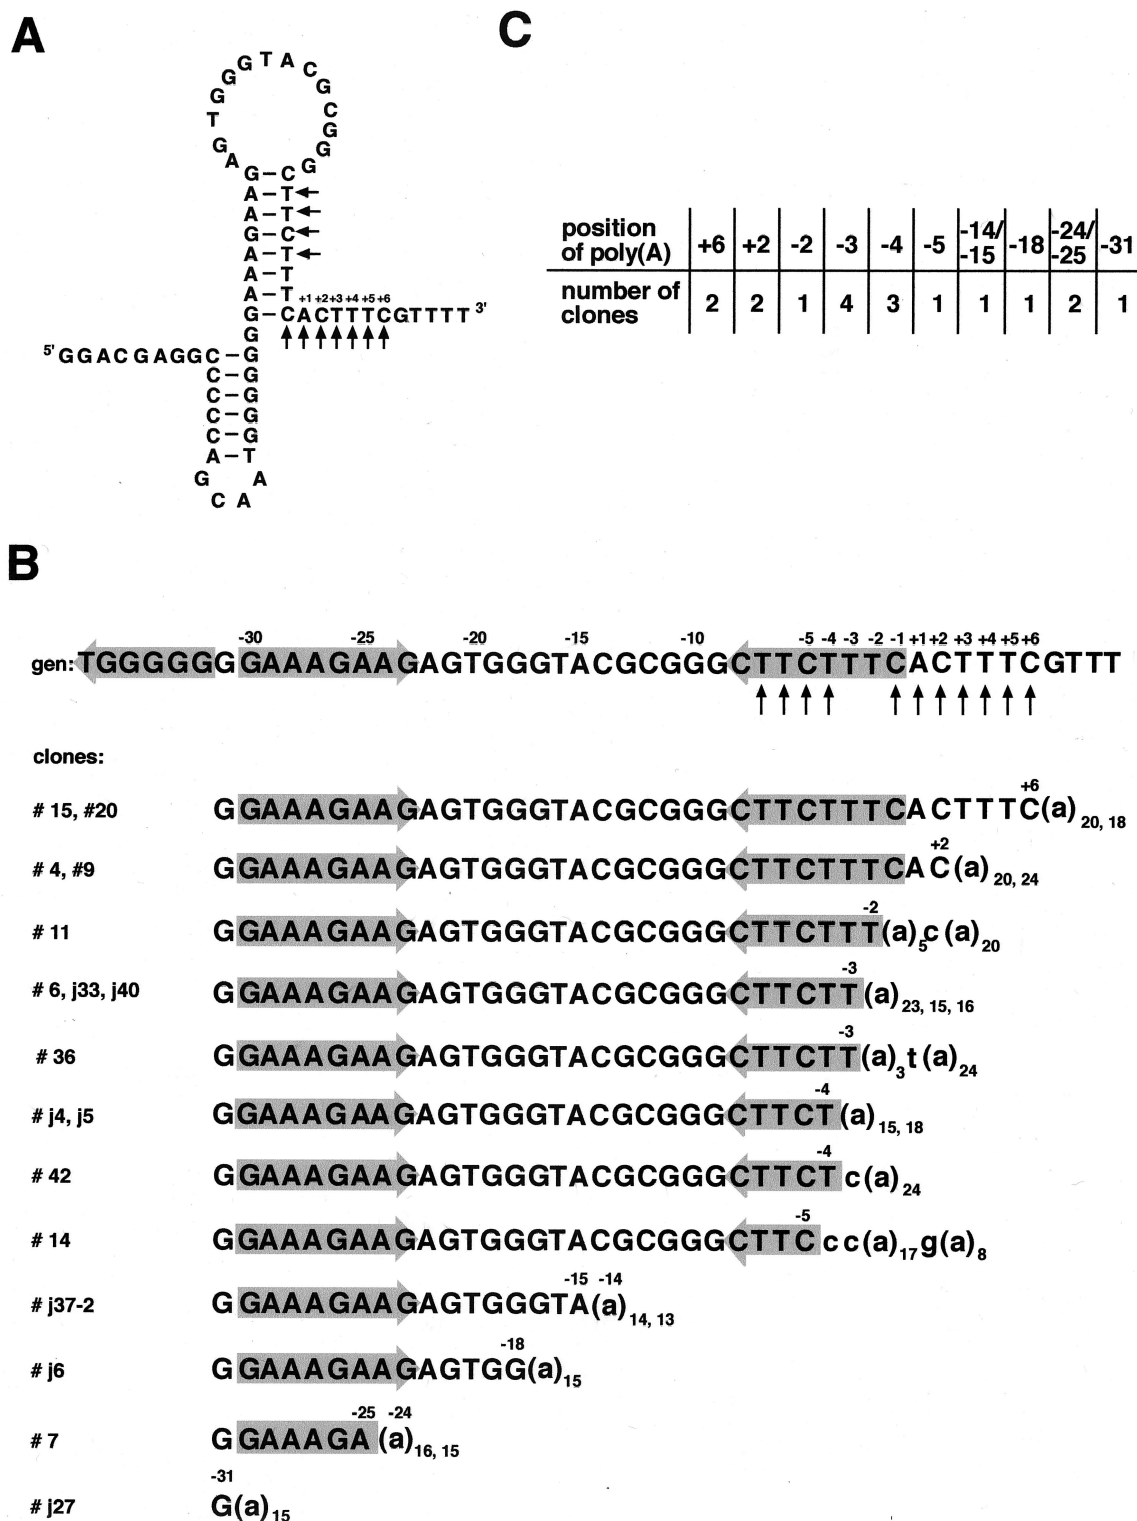 A
G G G T A C G
G C
T G
G G
A G
G – C
A – T
A – T
G – C
A – T
A – T
A – T
+1 +2 +3 +4 +5 +6
G – C A C T T T C G T T T T 3'
G
5' G G A C G A G G C – G
C – G
C – G
C – G
C – G
A – T
G A
C A
C
position of poly(A) +6 +2 -2 -3 -4 -5 -14/-15 -18 -24/-25 -31
number of clones 2 2 1 4 3 1 1 1 2 1
B
-30 -25 -20 -15 -10 -5 -4 -3 -2 -1 +1 +2 +3 +4 +5 +6
gen: TGGGGGGGAAAGAAGAGTGGGTACGCGGGCTTCTTTCACTTTCGTTT
clones:
+6
# 15, #20 GGAAAGAAGAGTGGGTACGCGGGCTTCTTTCACTTTC(a)20, 18
+2
# 4, #9 GGAAAGAAGAGTGGGTACGCGGGCTTCTTTCAC(a)20, 24
-2
# 11 GGAAAGAAGAGTGGGTACGCGGGCTTCTTT(a)5c(a)20
-3
# 6, j33, j40 GGAAAGAAGAGTGGGTACGCGGGCTTCTT(a)23, 15, 16
-3
# 36 GGAAAGAAGAGTGGGTACGCGGGCTTCTT(a)3t(a)24
-4
# j4, j5 GGAAAGAAGAGTGGGTACGCGGGCTTCT(a)15, 18
-4
# 42 GGAAAGAAGAGTGGGTACGCGGGCTTCTc(a)24
-5
# 14 GGAAAGAAGAGTGGGTACGCGGGCTTCcc(a)17g(a)8
-15 -14
# j37-2 GGAAAGAAGAGTGGGTA(a)14, 13
-18
# j6 GGAAAGAAGAGTGG(a)15
-25 -24
# 7 GGAAAGA(a)16, 15
-31
# j27 G(a)15